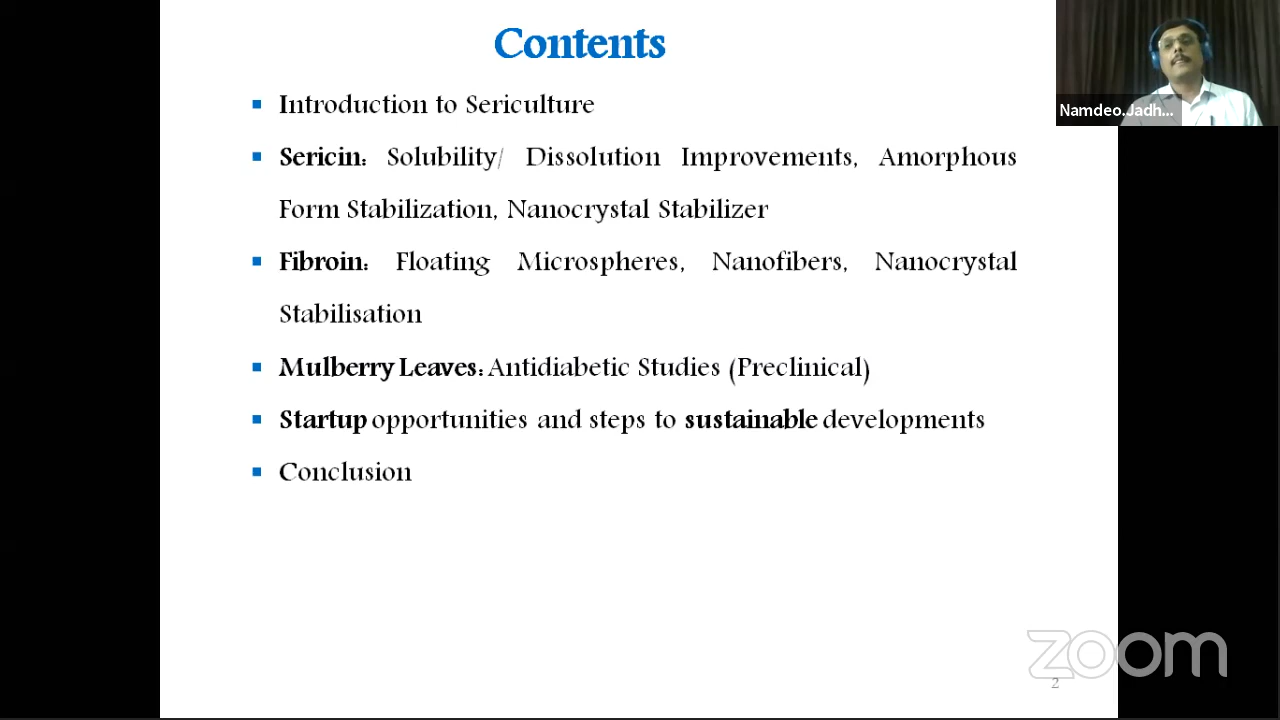 Contents
Namdeo.Jadh...
▪ Introduction to Sericulture
▪ Sericin: Solubility/ Dissolution Improvements, Amorphous
Form Stabilization, Nanocrystal Stabilizer
▪ Fibroin: Floating Microspheres, Nanofibers, Nanocrystal
Stabilisation
▪ Mulberry Leaves: Antidiabetic Studies (Preclinical)
▪ Startup opportunities and steps to sustainable developments
▪ Conclusion
zoom
2